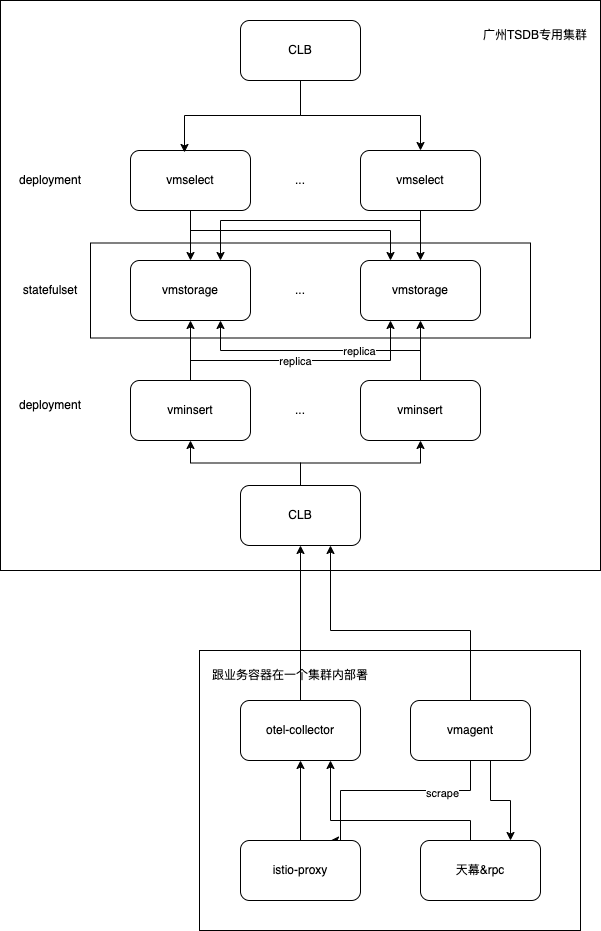 广州TSDB专用集群
CLB
deployment
vmselect
...
vmselect
statefulset
vmstorage
...
vmstorage
replica
replica
deployment
vminsert
...
vminsert
CLB
跟业务容器在一个集群内部署
otel-collector
vmagent
scrape
istio-proxy
天幕&rpc